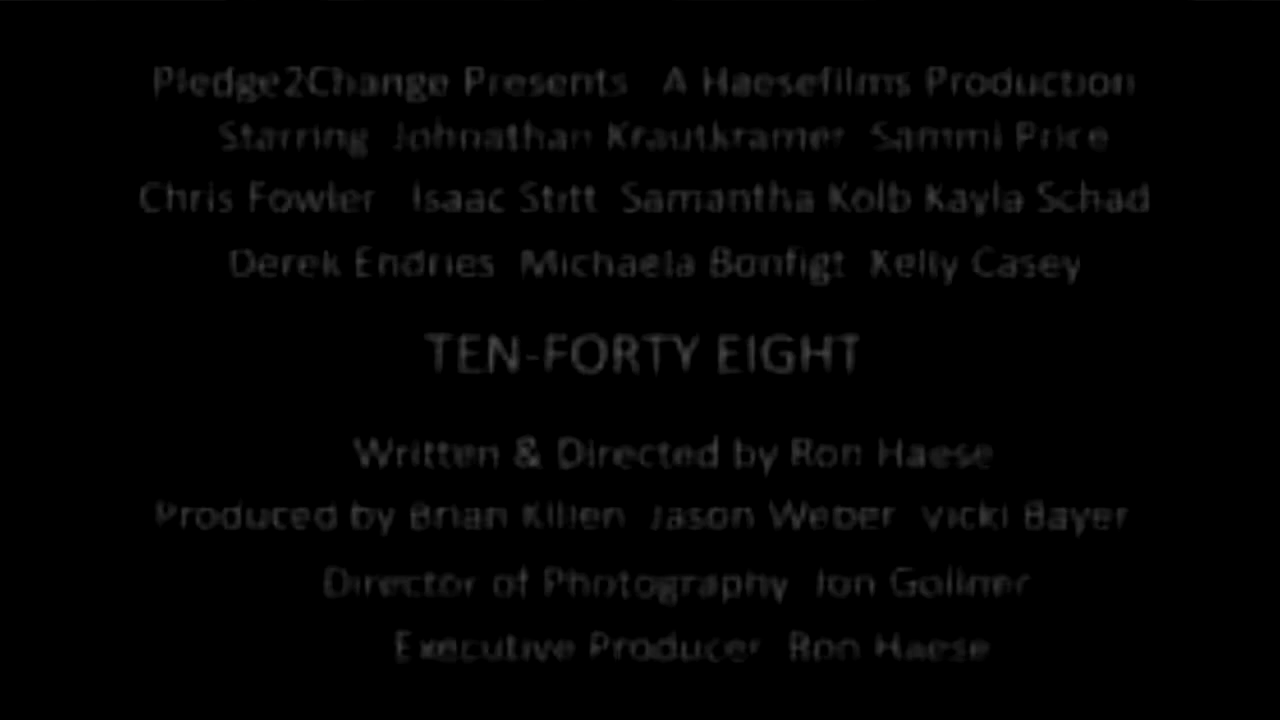 Pledge2Change Presents A Haesefilms Production
Starring Johnathan Krautkramer Sammi Price
Chris Fowler Isaac Stitt Samantha Kolb Kayla Schad
Derek Endries Michaela Bonfigt Kelly Casey
TEN-FORTY EIGHT
Written & Directed by Ron Haese
Produced by Brian Killen Jason Weber Vicki Bayer
Director of Photography Jon Gollner
Executive Producer Ron Haese